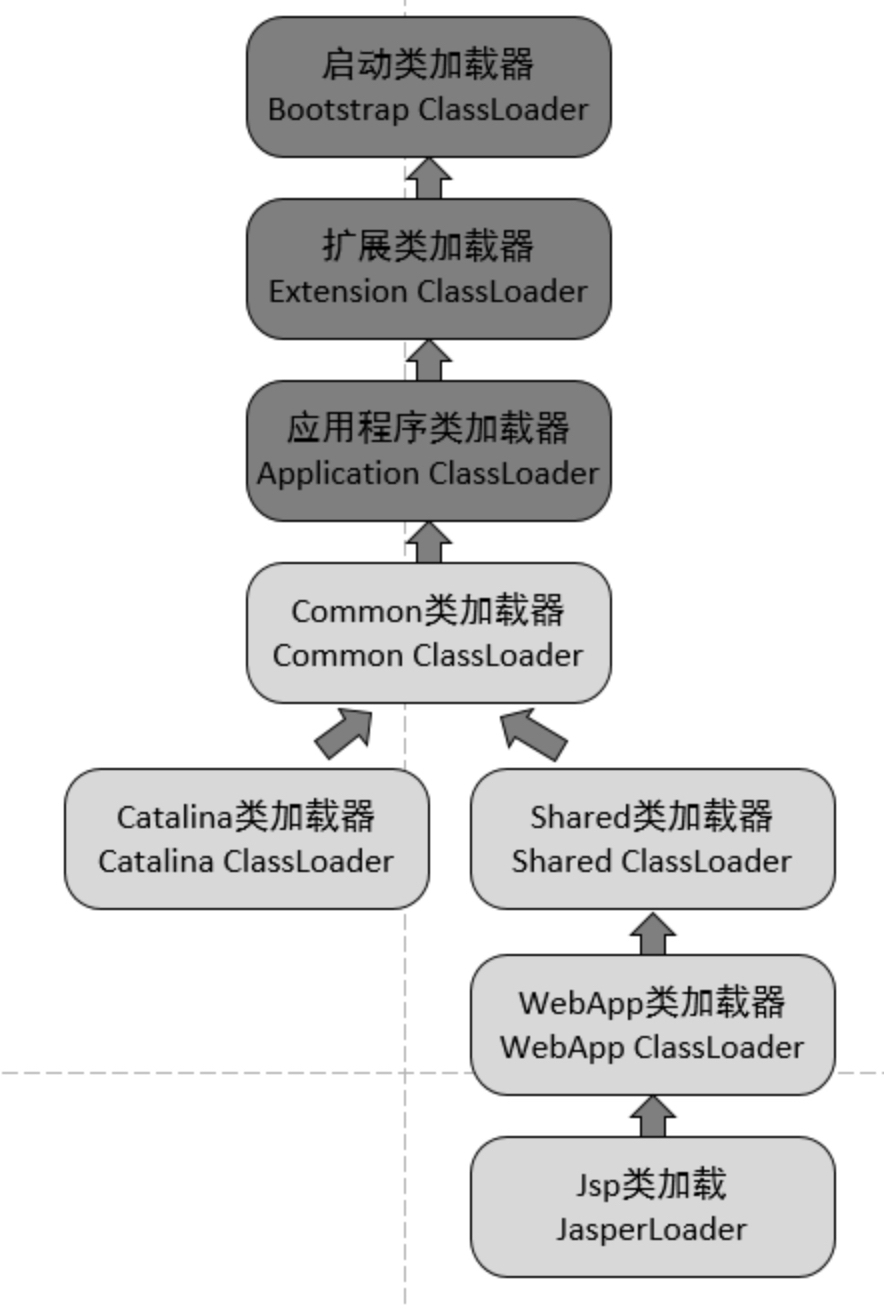 启动类加载器
Bootstrap ClassLoader
扩展类加载器
Extension ClassLoader
应用程序类加载器
Application ClassLoader
Common类加载器
Common ClassLoader
Catalina类加载器
Catalina ClassLoader
Shared类加载器
Shared ClassLoader
WebApp类加载器
WebApp ClassLoader
Jsp类加载
JasperLoader